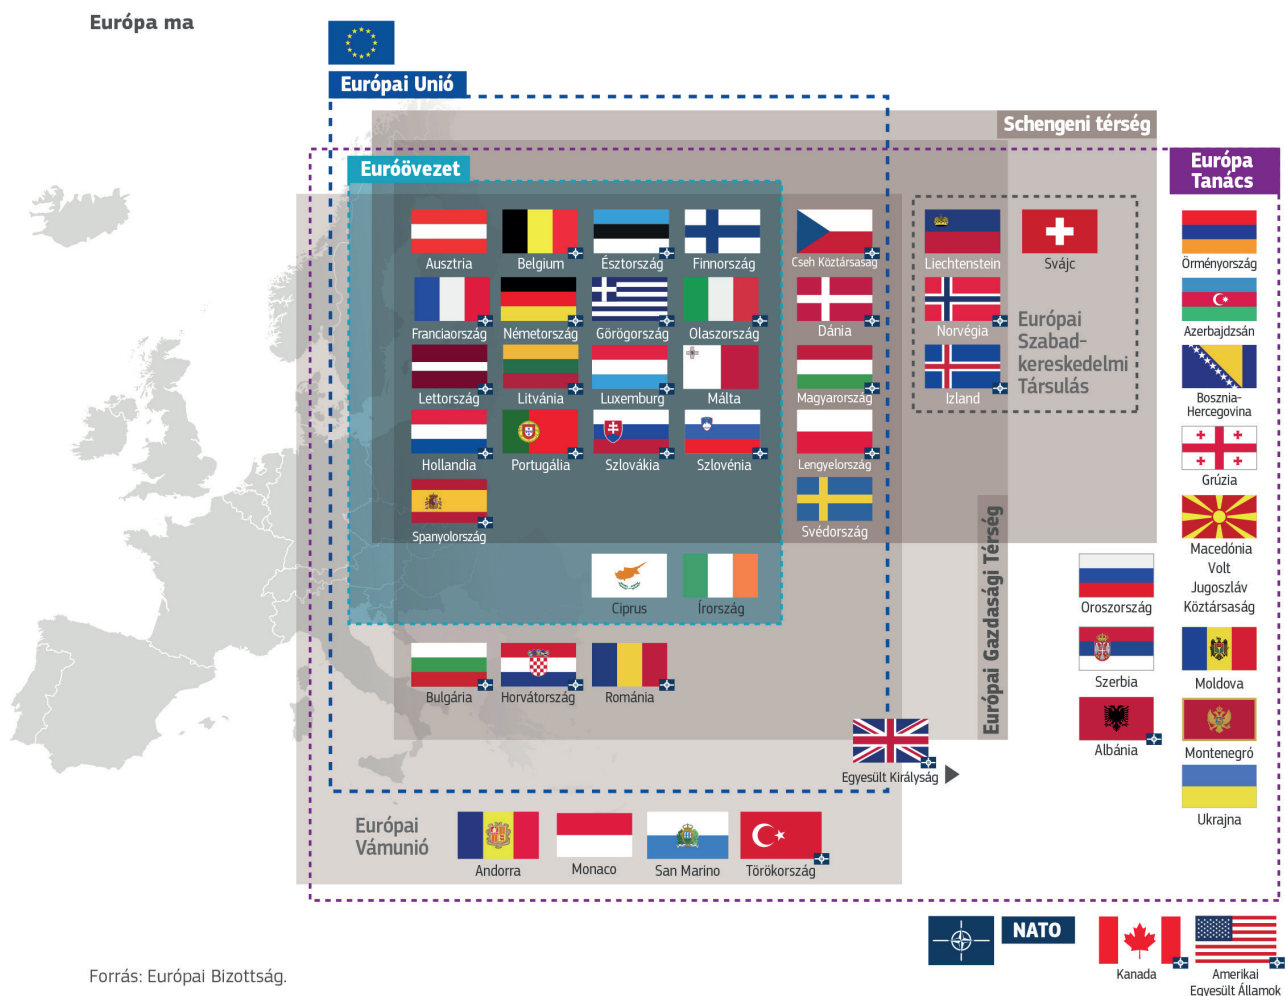 Európa ma
Európai Unió
Schengeni térség
Európa
Tanács
Euróövezet
Ausztria
Belgium
Észtország
Finnország
Cseh Köztársaság
Liechtenstein
Svájc
Örményország
Franciaország
Németország
Görögország
Olaszország
Dánia
Norvégia
Európai
Szabad-
kereskedelmi
Társulás
Azerbajdzsán
Lettország
Litvánia
Luxemburg
Málta
Magyarország
Izland
Bosznia-
Hercegovina
Hollandia
Portugália
Szlovákia
Szlovénia
Lengyelország
Grúzia
Spanyolország
Svédország
Európai Gazdasági Térség
Macedónia
Volt
Jugoszláv
Köztársaság
Ciprus
Írország
Oroszország
Bulgária
Horvátország
Románia
Szerbia
Moldova
Albánia
Montenegró
Egyesült Királyság
Ukrajna
Európai
Vámunió
Andorra
Monaco
San Marino
Törökország
NATO
Kanada
Amerikai
Egyesült Államok
Forrás: Európai Bizottság.